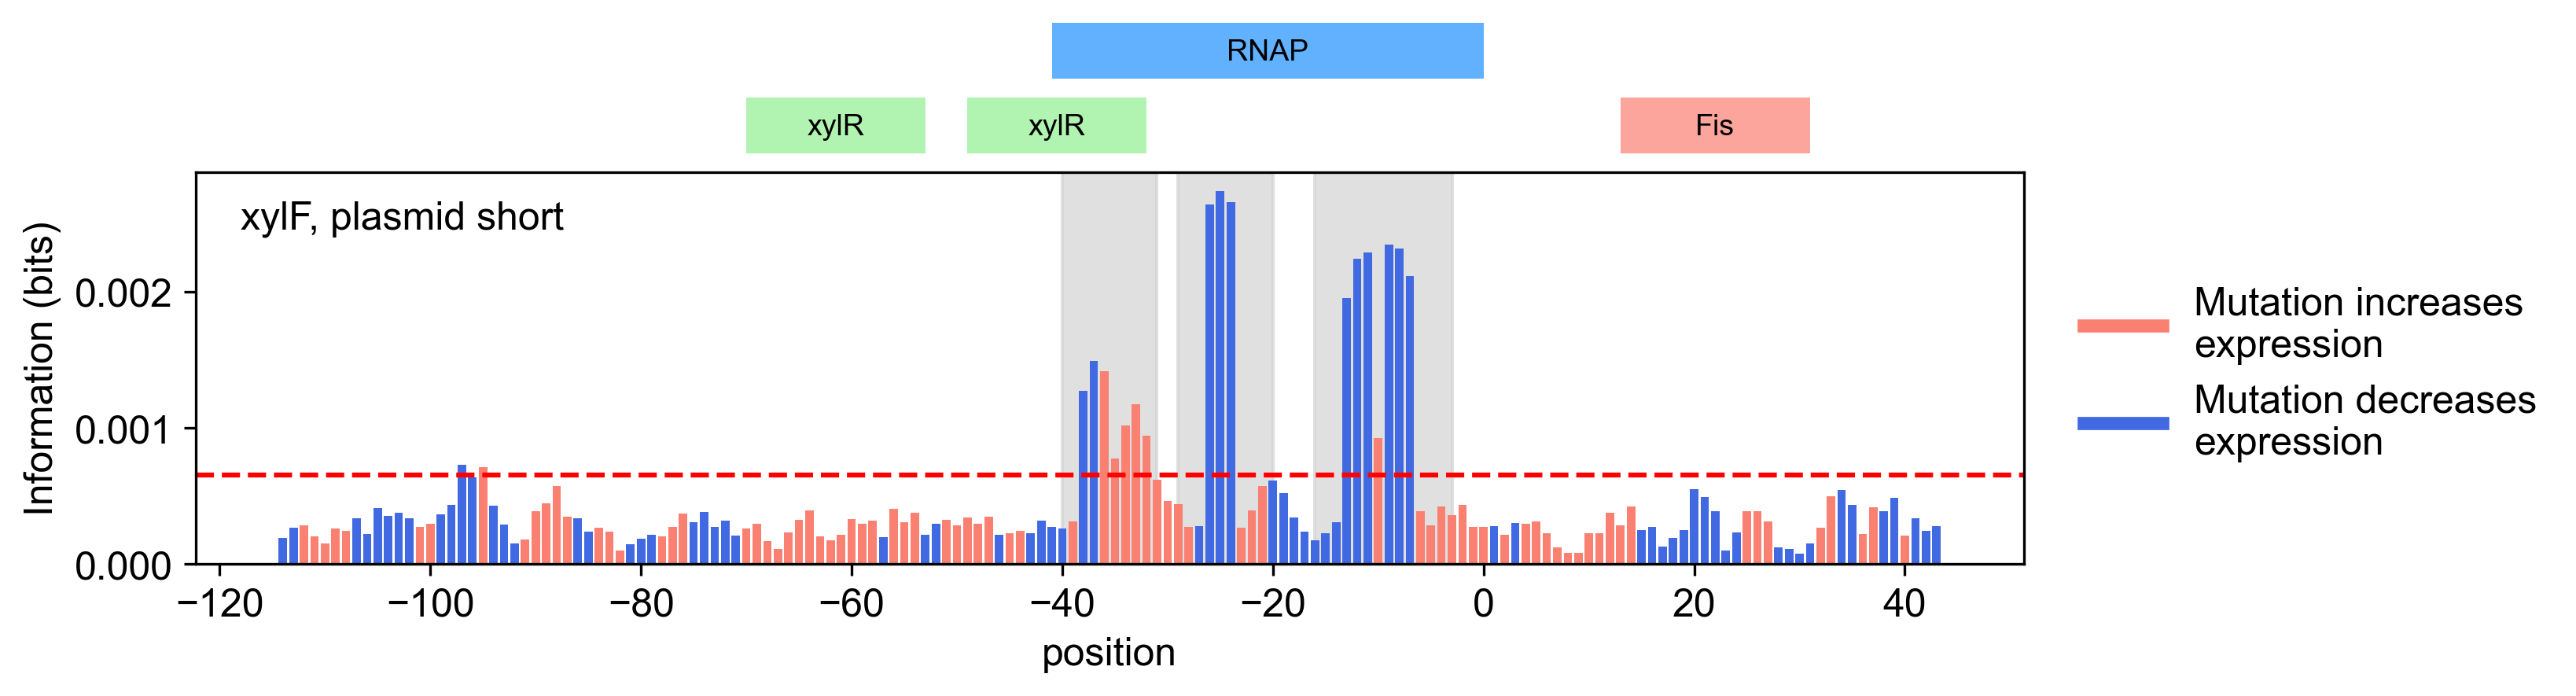 RNAP
xylR xylR Fis
xylF, plasmid short
Information (bits)
0.002
0.001
0.000
−120 −100 −80 −60 −40 −20 0 20 40
position
Mutation increases
expression
Mutation decreases
expression